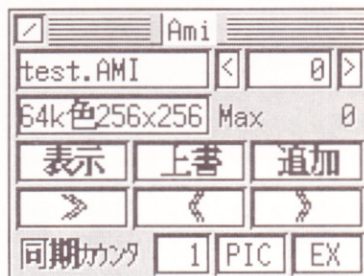 Ami
test.AMI < 0 >
64k色256x256 Max 0
表示 上書 追加
≫ 《 》
同期ｶｳﾝﾀ 1 PIC EX